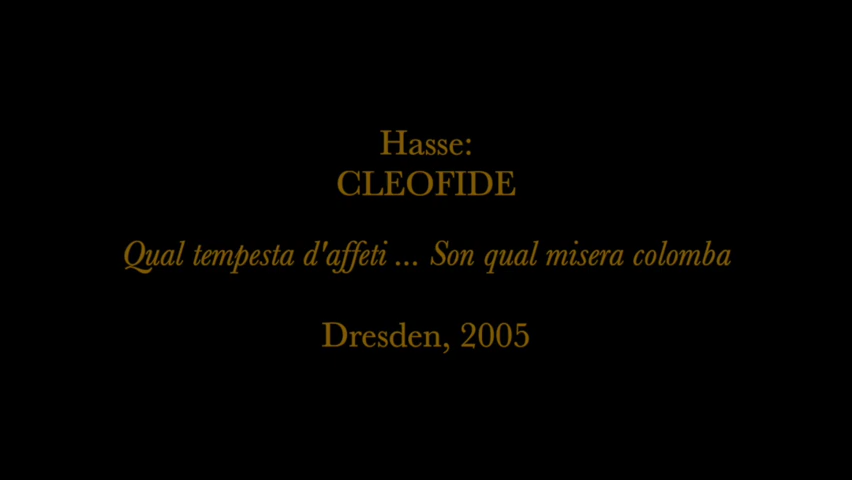 Hasse:
CLEOFIDE
Qual tempesta d'affeti ... Son qual misera colomba
Dresden, 2005